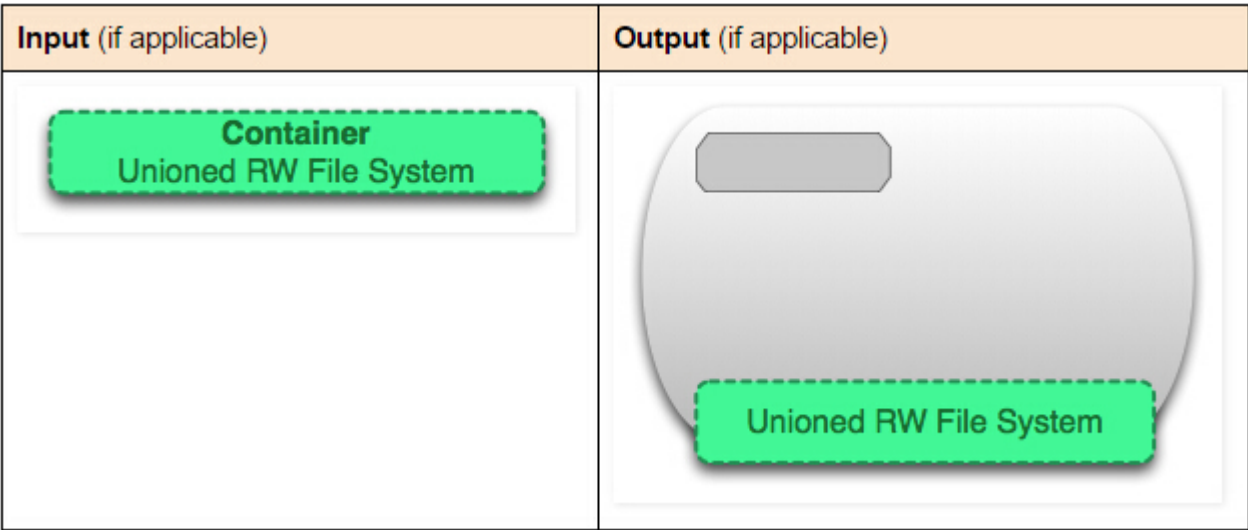 Input (if applicable)
Output (if applicable)
Container
Unioned RW File System
Unioned RW File System